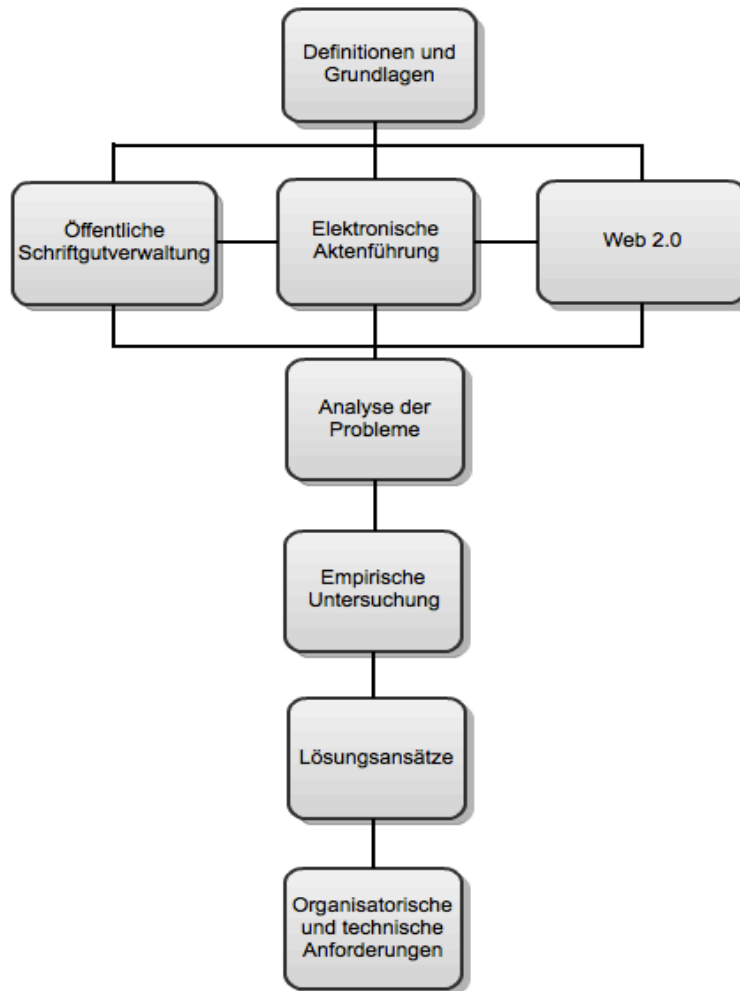 Definitionen und
Grundlagen
Öffentliche
Schriftgutverwaltung
Elektronische
Aktenführung
Web 2.0
Analyse der
Probleme
Empirische
Untersuchung
Lösungsansätze
Organisatorische
und technische
Anforderungen